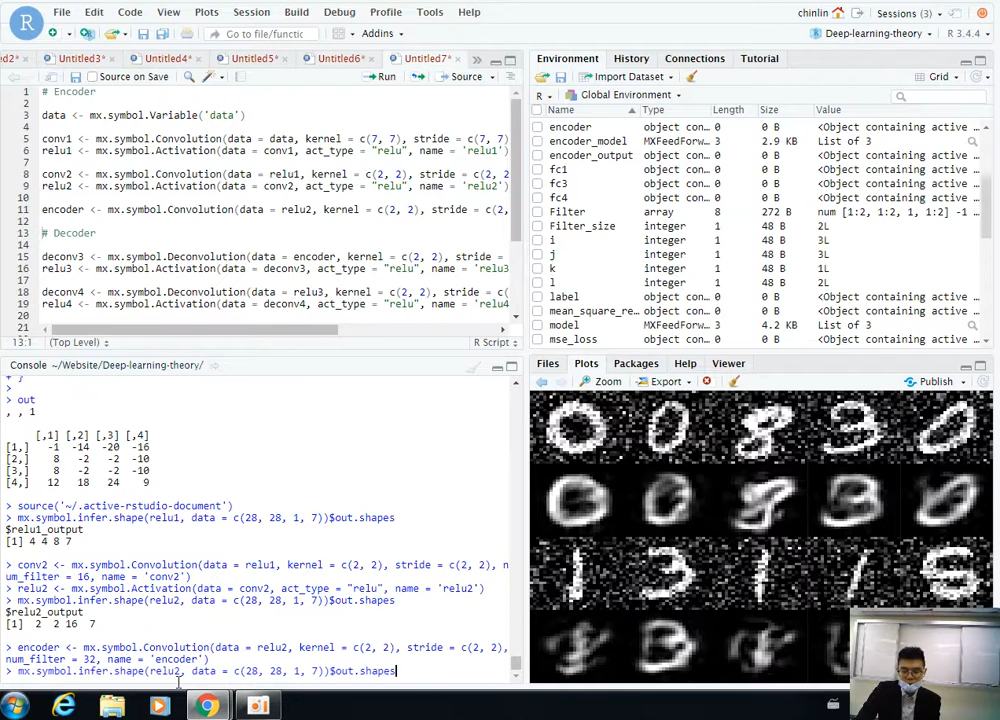 File Edit Code View Plots Session Build Debug Profile Tools Help
chinlin Sessions (3)
R
Go to file/functic Addins
Deep-learning-theory R 3.4.4
ed2* Untitled3* Untitled4* Untitled5* Untitled6* Untitled7*
Source on Save Run Source
1 # Encoder
2
3 data <- mx.symbol.Variable('data')
4
5 conv1 <- mx.symbol.Convolution(data = data, kernel = c(7, 7), stride = c(7, 7)
6 relu1 <- mx.symbol.Activation(data = conv1, act_type = "relu", name = 'relu1')
7
8 conv2 <- mx.symbol.Convolution(data = relu1, kernel = c(2, 2), stride = c(2, 2
9 relu2 <- mx.symbol.Activation(data = conv2, act_type = "relu", name = 'relu2')
10
11 encoder <- mx.symbol.Convolution(data = relu2, kernel = c(2, 2), stride = c(2,
12
13 # Decoder
14
15 deconv3 <- mx.symbol.Deconvolution(data = encoder, kernel = c(2, 2), stride =
16 relu3 <- mx.symbol.Activation(data = deconv3, act_type = "relu", name = 'relu3
17
18 deconv4 <- mx.symbol.Deconvolution(data = relu3, kernel = c(2, 2), stride = c(
19 relu4 <- mx.symbol.Activation(data = deconv4, act_type = "relu", name = 'relu4
20
21
13:1 (Top Level) R Script
Console ~/Website/Deep-learning-theory/
+ }
>
> out
, , 1
[,1] [,2] [,3] [,4]
[1,] -1 -14 -20 -16
[2,] 8 -2 -2 -10
[3,] 8 -2 -2 -10
[4,] 12 18 24 9
> source('~/.active-rstudio-document')
> mx.symbol.infer.shape(relu1, data = c(28, 28, 1, 7))$out.shapes
$relu1_output
[1] 4 4 8 7
> conv2 <- mx.symbol.Convolution(data = relu1, kernel = c(2, 2), stride = c(2, 2), n
um_filter = 16, name = 'conv2')
> relu2 <- mx.symbol.Activation(data = conv2, act_type = "relu", name = 'relu2')
> mx.symbol.infer.shape(relu2, data = c(28, 28, 1, 7))$out.shapes
$relu2_output
[1] 2 2 16 7
> encoder <- mx.symbol.Convolution(data = relu2, kernel = c(2, 2), stride = c(2, 2),
num_filter = 32, name = 'encoder')
> mx.symbol.infer.shape(relu2, data = c(28, 28, 1, 7))$out.shapes
Environment History Connections Tutorial
Import Dataset Grid
R Global Environment
Name Type Length Size Value
encoder object con… 1 0 B <Object containing active …
encoder_model MXFeedForw… 3 2.9 KB List of 3
encoder_output object con… 1 0 B <Object containing active …
fc1 object con… 1 0 B <Object containing active …
fc3 object con… 1 0 B <Object containing active …
fc4 object con… 1 0 B <Object containing active …
Filter array 8 272 B num [1:2, 1:2, 1, 1:2] -1 …
Filter_size integer 1 48 B 2L
i integer 1 48 B 3L
j integer 1 48 B 3L
k integer 1 48 B 1L
l integer 1 48 B 2L
label object con… 1 0 B <Object containing active …
mean_square_re… object con… 1 0 B <Object containing active …
model MXFeedForw… 3 4.2 KB List of 3
mse_loss object con… 1 0 B <Object containing active …
Files Plots Packages Help Viewer
Zoom Export Publish
0 0 8 3 0
0 0 8 3 0
1 3 1 1 5